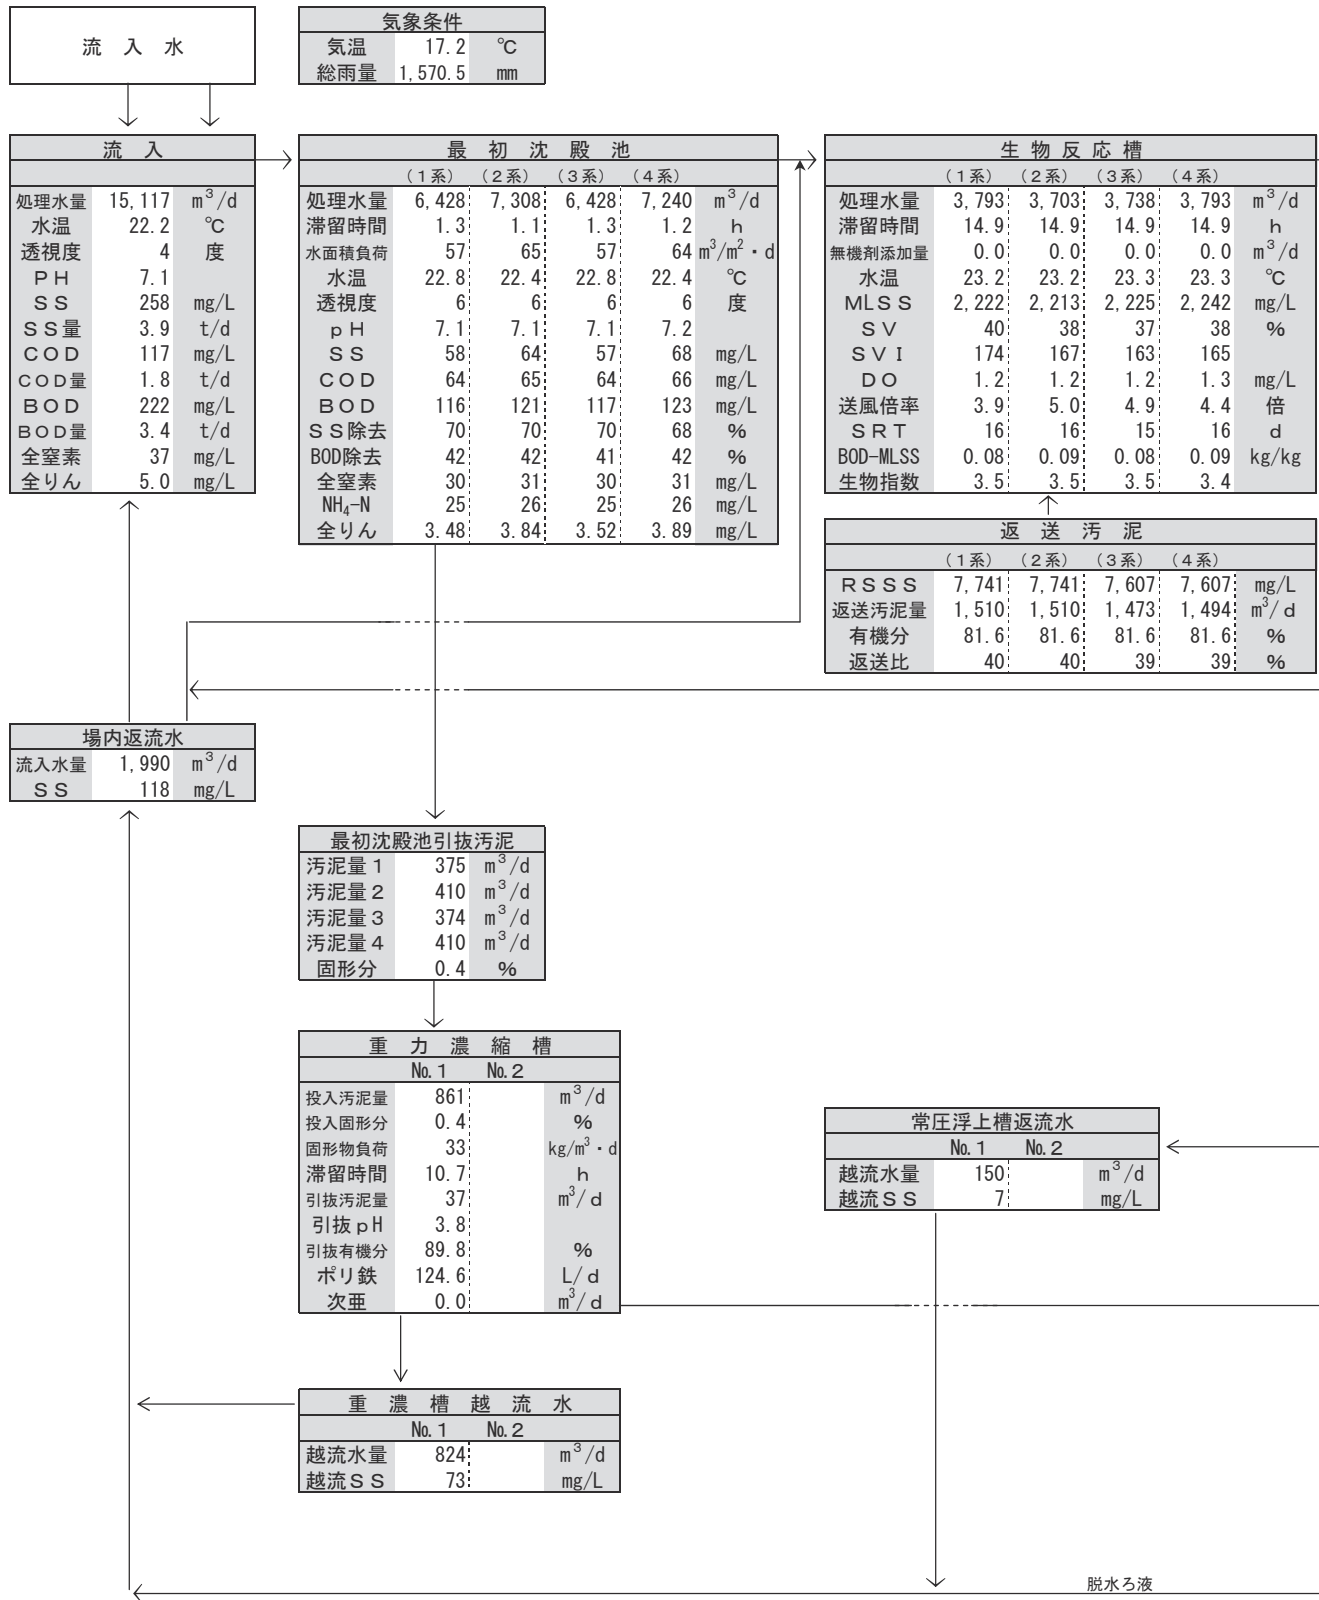 流 入 水
気象条件
気温 17.2 ℃
総雨量 1,570.5 mm
流 入
処理水量 15,117 m³/d
水温 22.2 ℃
透視度 4 度
ＰＨ 7.1
ＳＳ 258 mg/L
ＳＳ量 3.9 t/d
ＣＯＤ 117 mg/L
ＣＯＤ量 1.8 t/d
ＢＯＤ 222 mg/L
ＢＯＤ量 3.4 t/d
全窒素 37 mg/L
全りん 5.0 mg/L
最 初 沈 殿 池
（１系） （２系） （３系） （４系）
処理水量 6,428 7,308 6,428 7,240 m³/d
滞留時間 1.3 1.1 1.3 1.2 ｈ
水面積負荷 57 65 57 64 m³/m²・d
水温 22.8 22.4 22.8 22.4 ℃
透視度 6 6 6 6 度
ｐＨ 7.1 7.1 7.1 7.2
ＳＳ 58 64 57 68 mg/L
ＣＯＤ 64 65 64 66 mg/L
ＢＯＤ 116 121 117 123 mg/L
ＳＳ除去 70 70 70 68 %
BOD除去 42 42 41 42 %
全窒素 30 31 30 31 mg/L
NH₄-N 25 26 25 26 mg/L
全りん 3.48 3.84 3.52 3.89 mg/L
生 物 反 応 槽
（１系） （２系） （３系） （４系）
処理水量 3,793 3,703 3,738 3,793 m³/d
滞留時間 14.9 14.9 14.9 14.9 ｈ
無機剤添加量 0.0 0.0 0.0 0.0 m³/d
水温 23.2 23.2 23.3 23.3 ℃
MLSS 2,222 2,213 2,225 2,242 mg/L
ＳＶ 40 38 37 38 %
ＳＶＩ 174 167 163 165
ＤＯ 1.2 1.2 1.2 1.3 mg/L
送風倍率 3.9 5.0 4.9 4.4 倍
ＳＲＴ 16 16 15 16 ｄ
BOD-MLSS 0.08 0.09 0.08 0.09 kg/kg
生物指数 3.5 3.5 3.5 3.4
返 送 汚 泥
（１系） （２系） （３系） （４系）
ＲＳＳＳ 7,741 7,741 7,607 7,607 mg/L
返送汚泥量 1,510 1,510 1,473 1,494 m³/ｄ
有機分 81.6 81.6 81.6 81.6 %
返送比 40 40 39 39 %
場内返流水
流入水量 1,990 m³/d
ＳＳ 118 mg/L
最初沈殿池引抜汚泥
汚泥量１ 375 m³/d
汚泥量２ 410 m³/d
汚泥量３ 374 m³/d
汚泥量４ 410 m³/d
固形分 0.4 %
重 力 濃 縮 槽
№1 №2
投入汚泥量 861 m³/d
投入固形分 0.4 %
固形物負荷 33 kg/m³・d
滞留時間 10.7 ｈ
引抜汚泥量 37 m³/ｄ
引抜ｐH 3.8
引抜有機分 89.8 %
ポリ鉄 124.6 L/ｄ
次亜 0.0 m³/ｄ
常圧浮上槽返流水
№1 №2
越流水量 150 m³/d
越流ＳＳ 7 mg/L
重 濃 槽 越 流 水
№1 №2
越流水量 824 m³/d
越流ＳＳ 73 mg/L
脱水ろ液